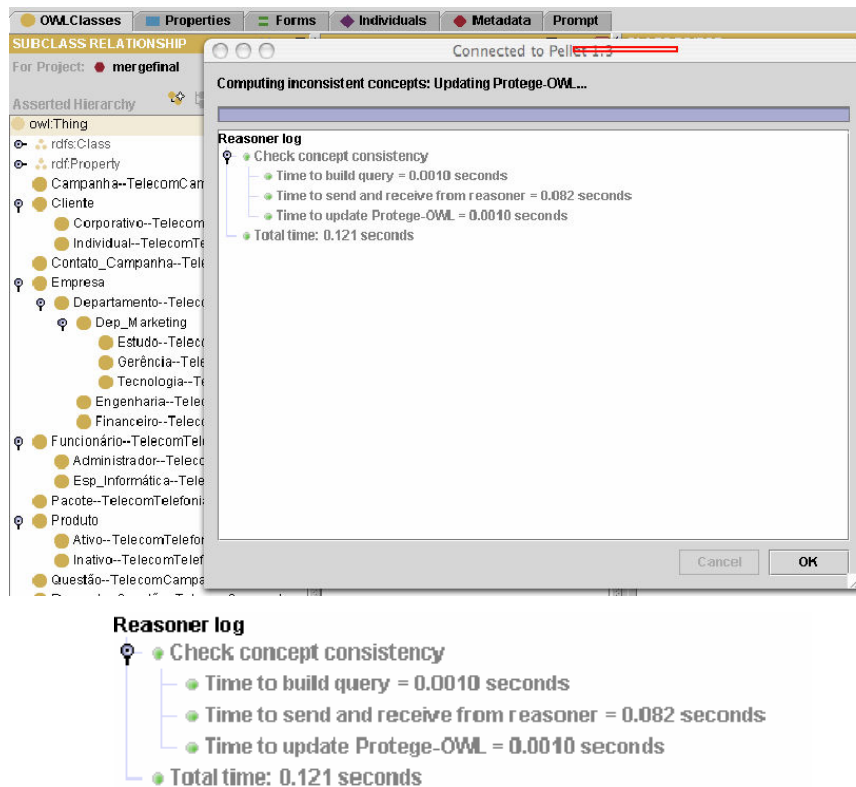 OWLClasses Properties Forms Individuals Metadata Prompt
SUBCLASS RELATIONSHIP
Connected to Pellet 1.3
For Project: mergefinal
Computing inconsistent concepts: Updating Protege-OWL...
Asserted Hierarchy
owl:Thing
rdfs:Class
rdf:Property
Campanha--TelecomCam
Cliente
Corporativo--Telecom
Individual--TelecomTe
Contato_Campanha--Tele
Empresa
Departamento--Teleco
Dep_Marketing
Estudo--Teleco
Gerência--Tele
Tecnologia--Te
Engenharia--Telec
Financeiro--Teleco
Funcionário--TelecomTele
Administrador--Teleco
Esp_Informática--Tele
Pacote--TelecomTelefonia
Produto
Ativo--TelecomTelefor
Inativo--TelecomTelef
Questão--TelecomCampa
Reasoner log
Check concept consistency
Time to build query = 0.0010 seconds
Time to send and receive from reasoner = 0.082 seconds
Time to update Protege-OWL = 0.0010 seconds
Total time: 0.121 seconds
Cancel OK
Reasoner log
Check concept consistency
Time to build query = 0.0010 seconds
Time to send and receive from reasoner = 0.082 seconds
Time to update Protege-OWL = 0.0010 seconds
Total time: 0.121 seconds